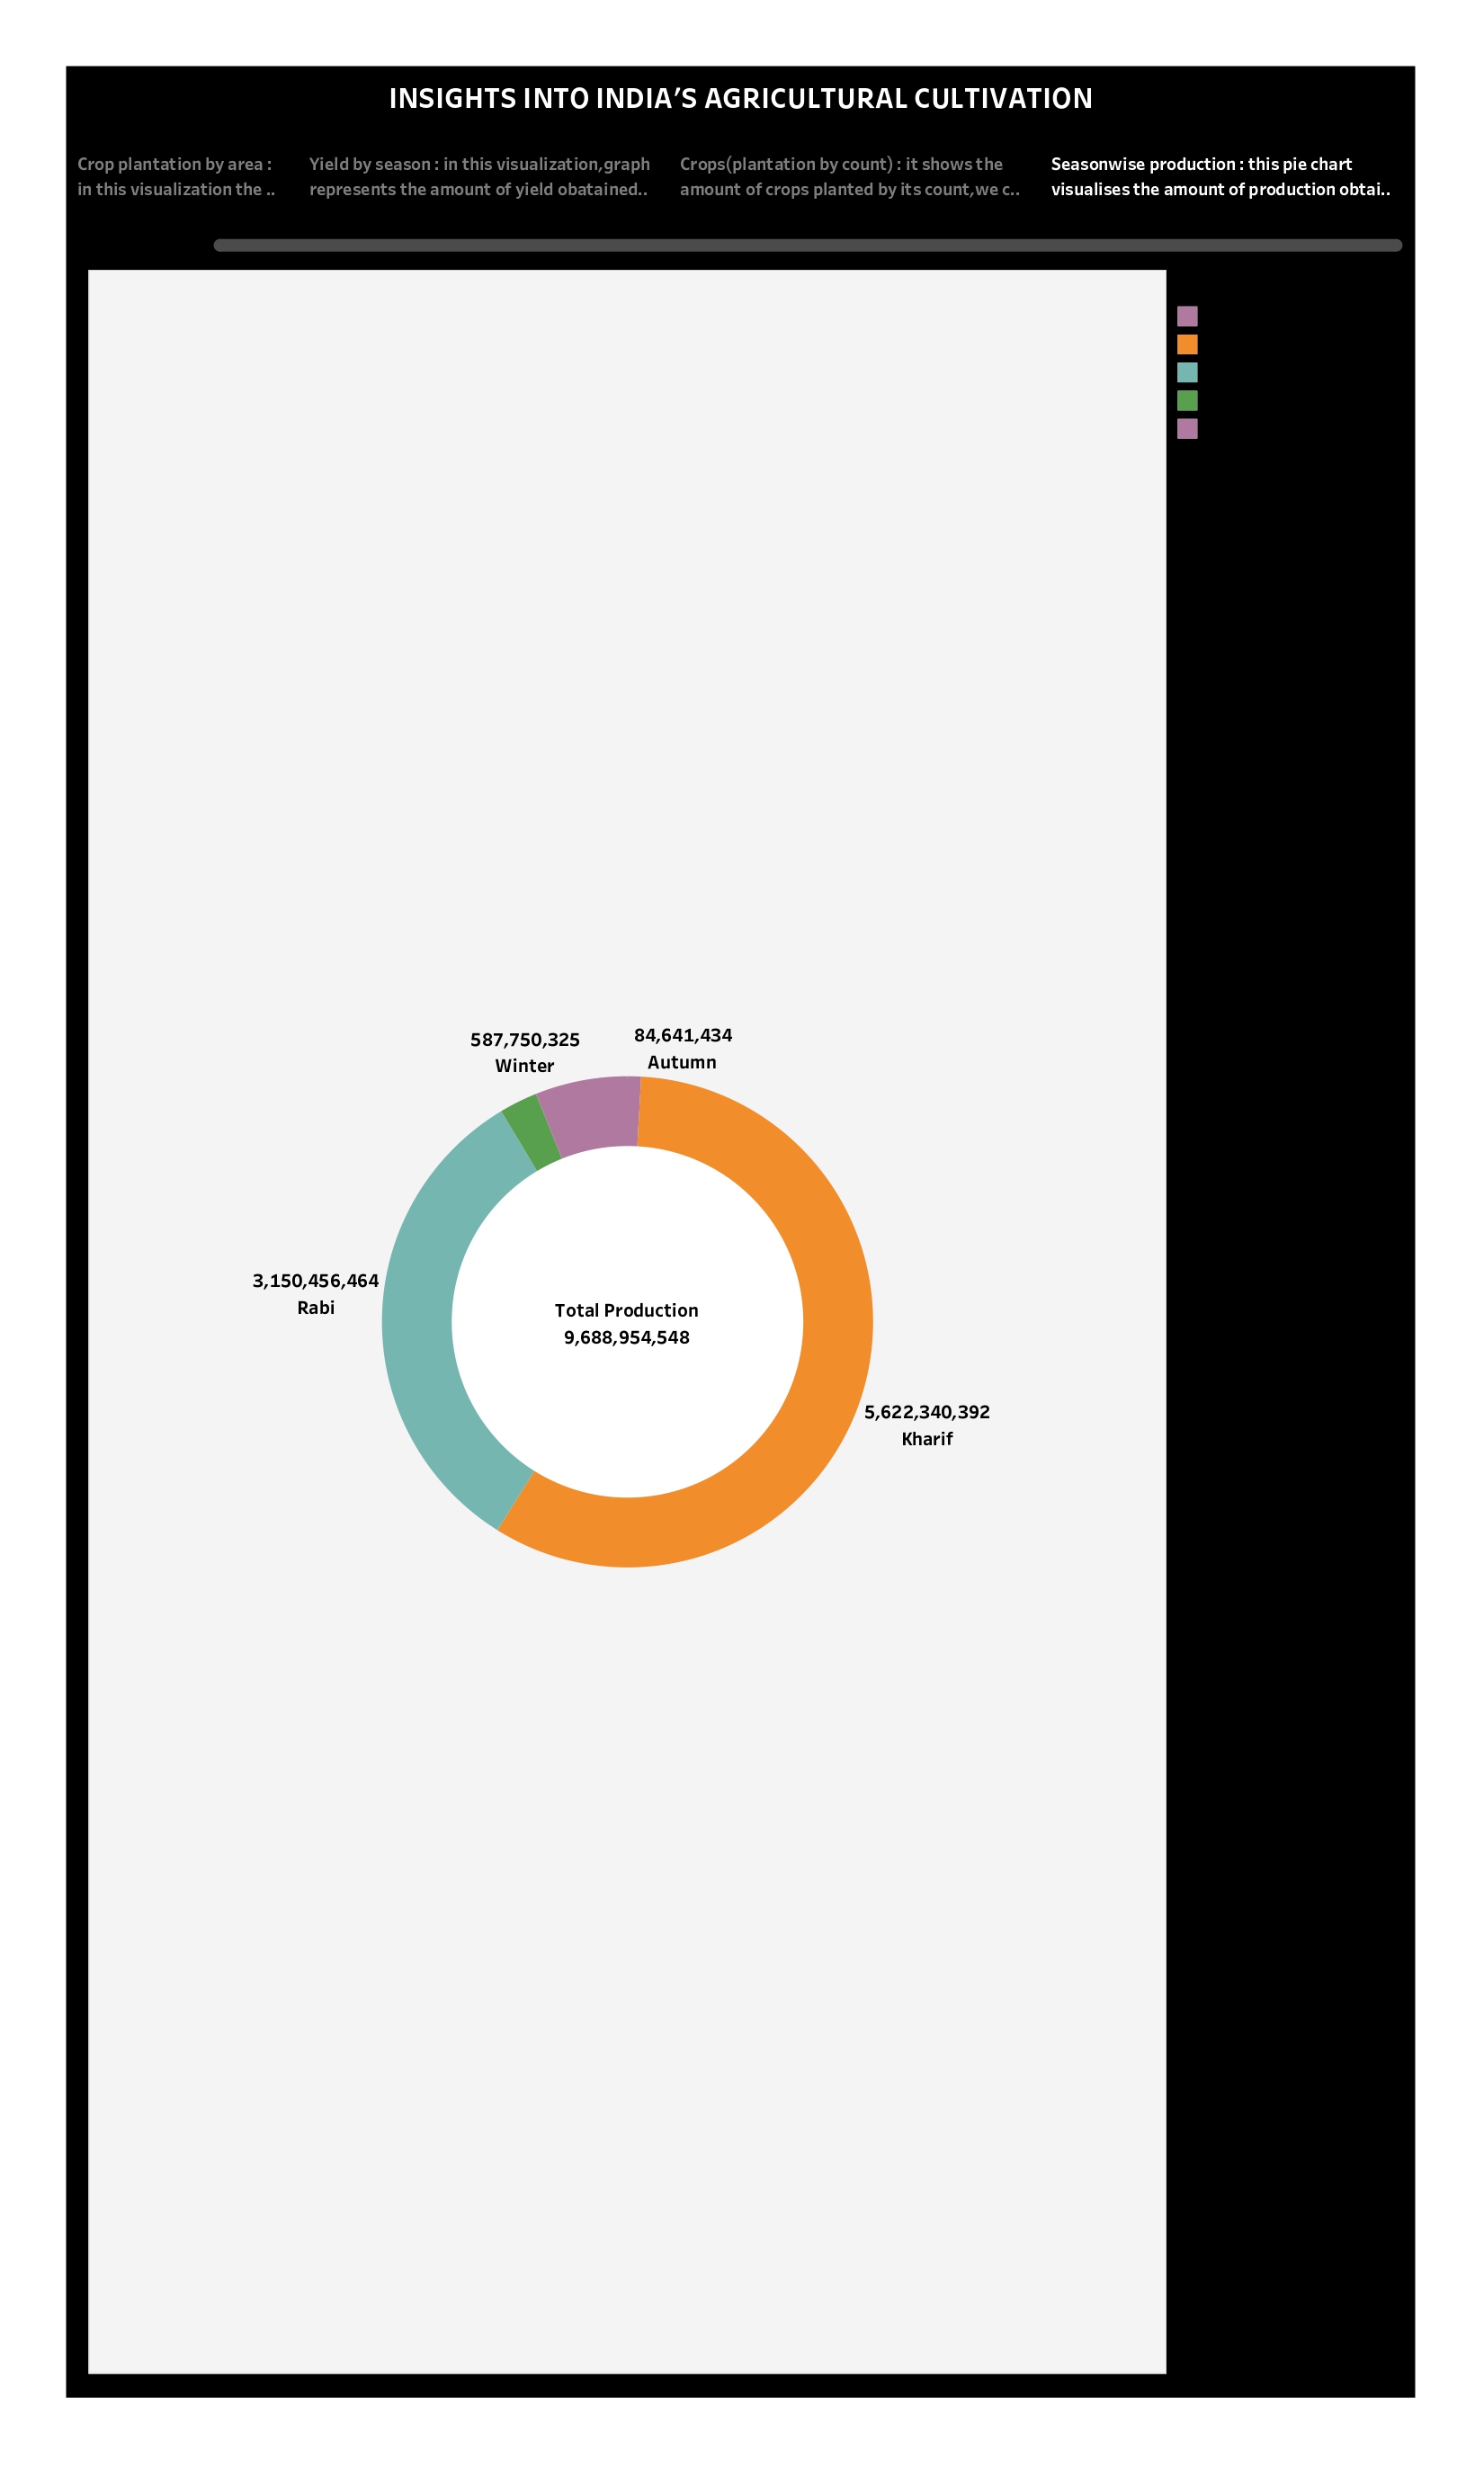 INSIGHTS INTO INDIA’S AGRICULTURAL CULTIVATION
Crop plantation by area :
in this visualization the ..
Yield by season : in this visualization,graph
represents the amount of yield obatained..
Crops(plantation by count) : it shows the
amount of crops planted by its count,we c..
Seasonwise production : this pie chart
visualises the amount of production obtai..
587,750,325
Winter
84,641,434
Autumn
3,150,456,464
Rabi
Total Production
9,688,954,548
5,622,340,392
Kharif